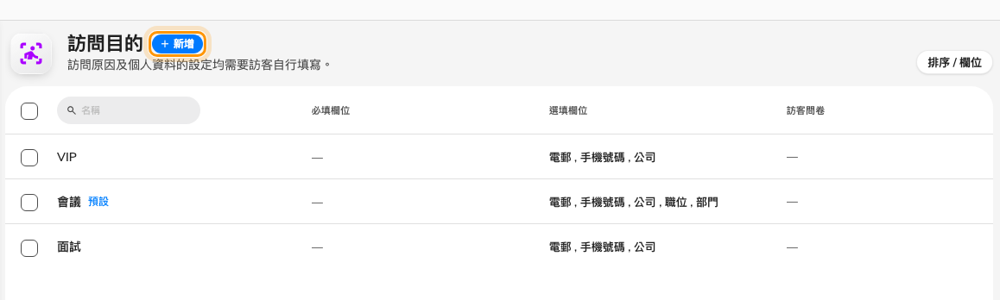 訪問目的 + 新增
訪問原因及個人資料的設定均需要訪客自行填寫。
排序 / 欄位
名稱 必填欄位 選填欄位 訪客問卷
VIP — 電郵 , 手機號碼 , 公司 —
會議 預設 — 電郵 , 手機號碼 , 公司 , 職位 , 部門 —
面試 — 電郵 , 手機號碼 , 公司 —